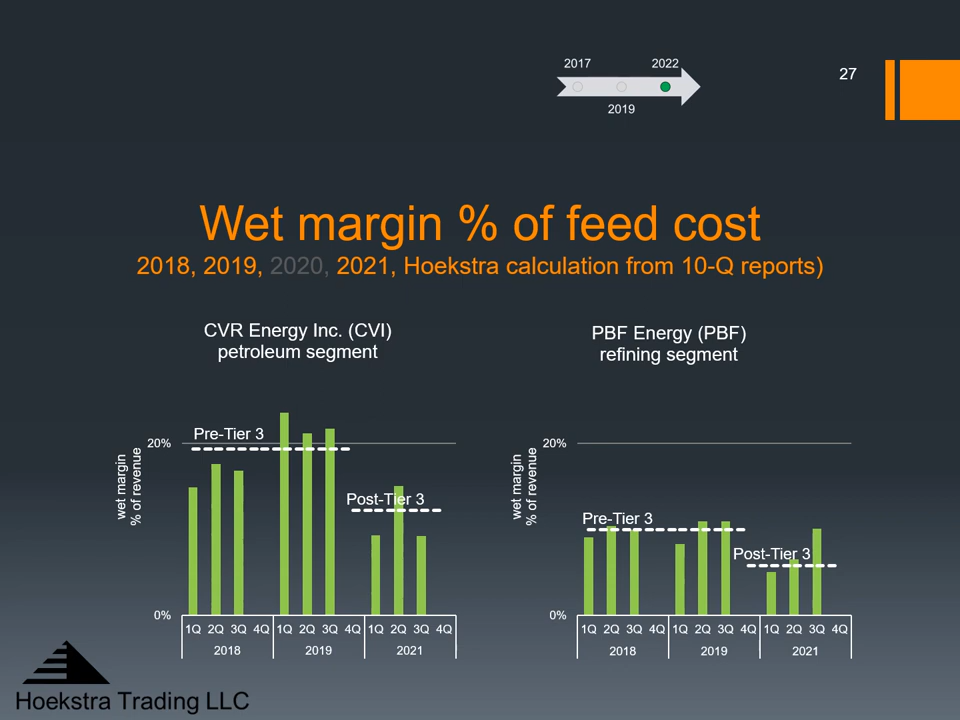 2017 2022
27
2019
Wet margin % of feed cost
2018, 2019, 2020, 2021, Hoekstra calculation from 10-Q reports)
CVR Energy Inc. (CVI)
petroleum segment
PBF Energy (PBF)
refining segment
Pre-Tier 3
20%
wet margin
% of revenue
Post-Tier 3
0%
1Q 2Q 3Q 4Q 1Q 2Q 3Q 4Q 1Q 2Q 3Q 4Q
2018 2019 2021
20%
wet margin
% of revenue
Pre-Tier 3
Post-Tier 3
0%
1Q 2Q 3Q 4Q 1Q 2Q 3Q 4Q 1Q 2Q 3Q 4Q
2018 2019 2021
Hoekstra Trading LLC